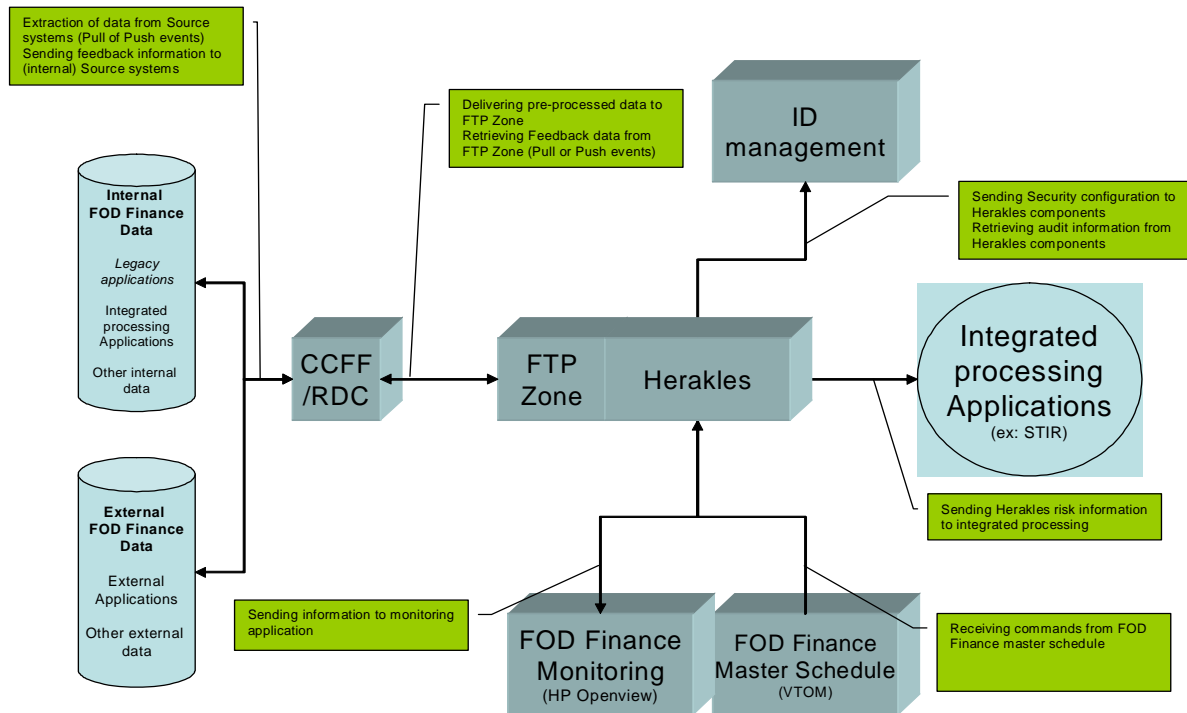 Extraction of data from Source
systems (Pull of Push events)
Sending feedback information to
(internal) Source systems
Delivering pre-processed data to
FTP Zone
Retrieving Feedback data from
FTP Zone (Pull or Push events)
ID
management
Internal
FOD Finance
Data
Legacy
applications
Integrated
processing
Applications
Other internal
data
Sending Security configuration to
Herakles components
Retrieving audit information from
Herakles components
CCFF
/RDC
FTP
Zone
Herakles
Integrated
processing
Applications
(ex: STIR)
External
FOD Finance
Data
External
Applications
Other external
data
Sending Herakles risk information
to integrated processing
Sending information to monitoring
application
FOD Finance
Monitoring
(HP Openview)
FOD Finance
Master Schedule
(VTOM)
Receiving commands from FOD
Finance master schedule